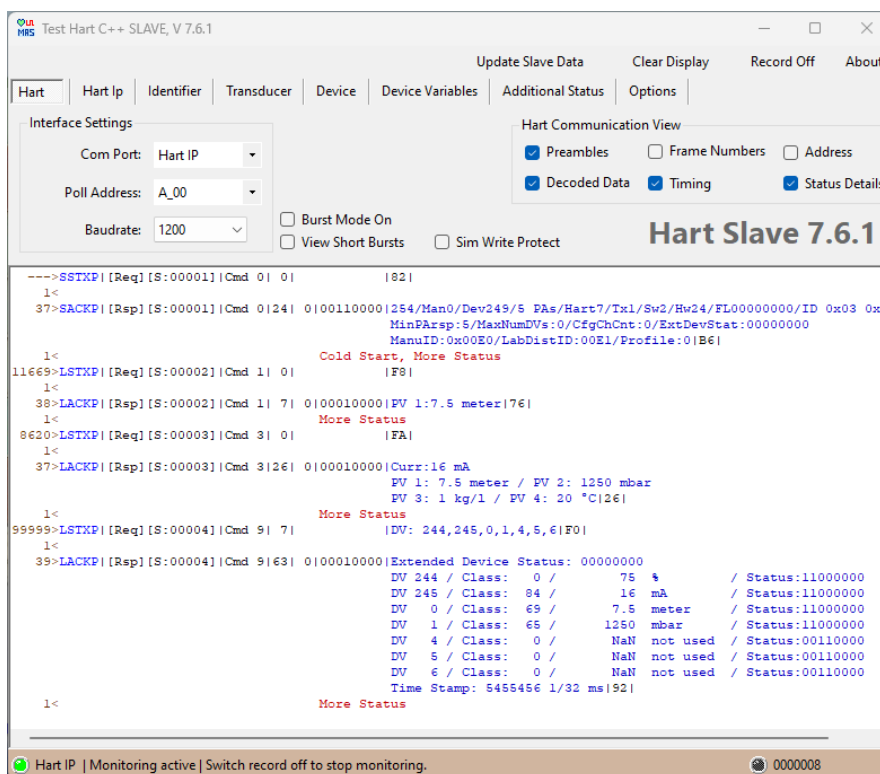 Test Hart C++ SLAVE, V 7.6.1
Update Slave Data Clear Display Record Off About
Hart Hart Ip Identifier Transducer Device Device Variables Additional Status Options
Interface Settings
Com Port: Hart IP
Poll Address: A_00
Baudrate: 1200
Burst Mode On
View Short Bursts Sim Write Protect
Hart Communication View
Preambles Frame Numbers Address
Decoded Data Timing Status Details
Hart Slave 7.6.1
--->SSTXP|[Req][S:00001]|Cmd 0| 0| |82|
1<
37>SACKP|[Rsp][S:00001]|Cmd 0|24| 0|00110000|254/Man0/Dev249/5 PAs/Hart7/Tx1/Sw2/Hw24/FL00000000/ID 0x03 0x
MinPArsp:5/MaxNumDVs:0/CfgChCnt:0/ExtDevStat:00000000
ManuID:0x00E0/LabDistID:00E1/Profile:0|B6|
1< Cold Start, More Status
11669>LSTXP|[Req][S:00002]|Cmd 1| 0| |F8|
1<
38>LACKP|[Rsp][S:00002]|Cmd 1| 7| 0|00010000|PV 1:7.5 meter|76|
1< More Status
8620>LSTXP|[Req][S:00003]|Cmd 3| 0| |FA|
1<
37>LACKP|[Rsp][S:00003]|Cmd 3|26| 0|00010000|Curr:16 mA
PV 1: 7.5 meter / PV 2: 1250 mbar
PV 3: 1 kg/l / PV 4: 20 °C|26|
1< More Status
99999>LSTXP|[Req][S:00004]|Cmd 9| 7| |DV: 244,245,0,1,4,5,6|F0|
1<
39>LACKP|[Rsp][S:00004]|Cmd 9|63| 0|00010000|Extended Device Status: 00000000
DV 244 / Class: 0 / 75 % / Status:11000000
DV 245 / Class: 84 / 16 mA / Status:11000000
DV 0 / Class: 69 / 7.5 meter / Status:11000000
DV 1 / Class: 65 / 1250 mbar / Status:11000000
DV 4 / Class: 0 / NaN not used / Status:00110000
DV 5 / Class: 0 / NaN not used / Status:00110000
DV 6 / Class: 0 / NaN not used / Status:00110000
Time Stamp: 5455456 1/32 ms|92|
1< More Status
Hart IP | Monitoring active | Switch record off to stop monitoring. 0000008